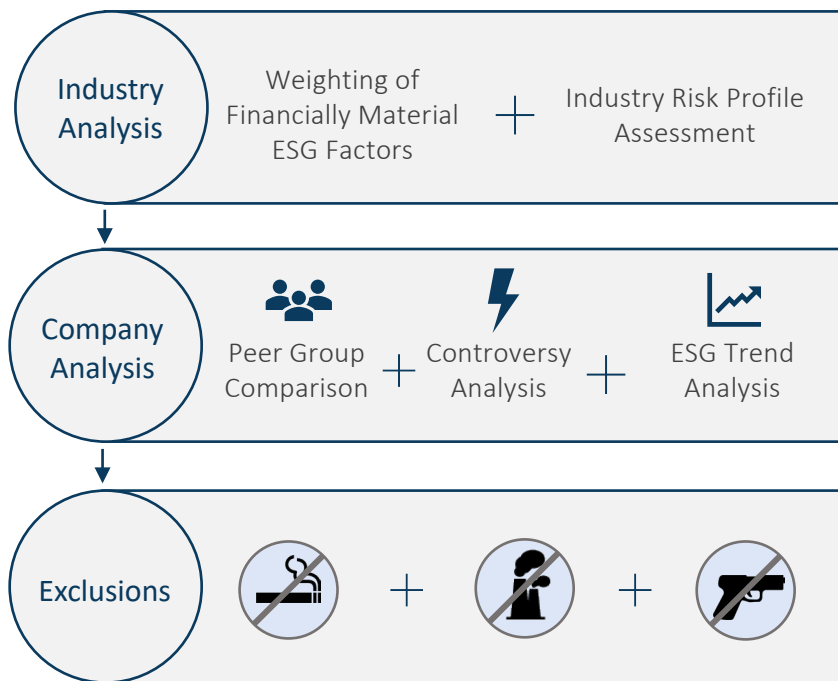 Industry
Analysis
Weighting of
Financially Material
ESG Factors
Industry Risk Profile
Assessment
Company
Analysis
Peer Group
Comparison
Controversy
Analysis
ESG Trend
Analysis
Exclusions